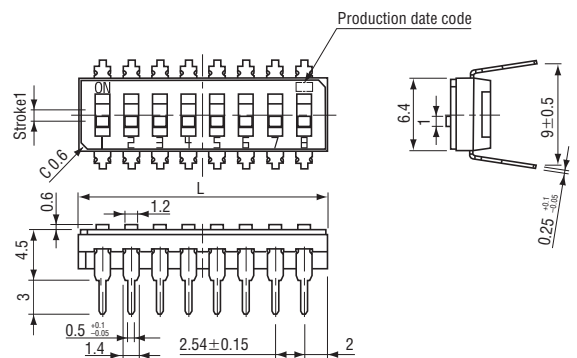 Production date code
ON
1 2 3 4 5 6 7 8
Stroke1
C 0.6
6.4
1
9±0.5
0.25 +0.1 -0.05
L
0.6
1.2
4.5
3
0.5 +0.1 -0.05
1.4
2.54±0.15
2